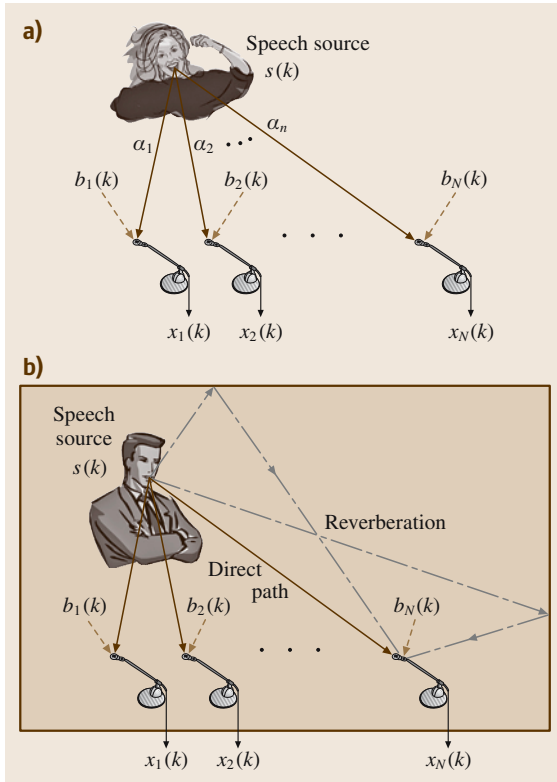 a)
Speech source
s(k)
α1 α2 ... αn
b1(k) b2(k) bN(k)
. . .
x1(k) x2(k) xN(k)
b)
Speech
source
s(k)
Reverberation
Direct
path
b1(k) b2(k) bN(k)
. . .
x1(k) x2(k) xN(k)